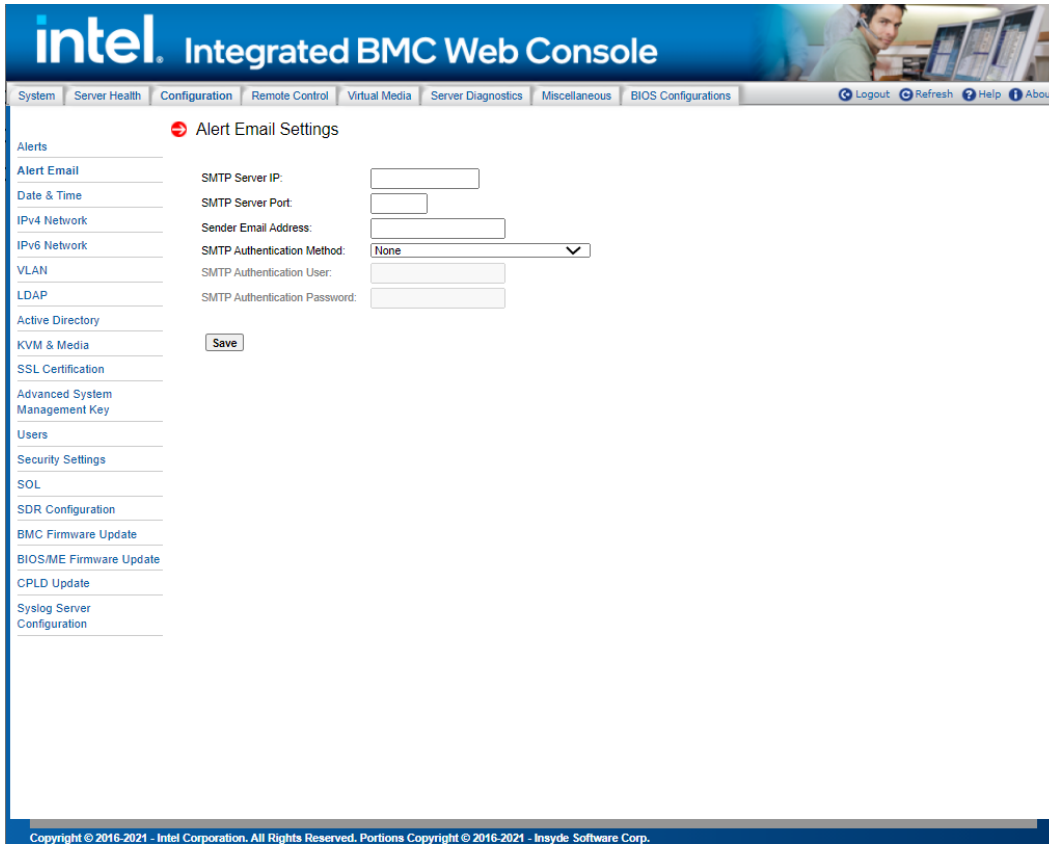 intel. Integrated BMC Web Console
System Server Health Configuration Remote Control Virtual Media Server Diagnostics Miscellaneous BIOS Configurations Logout Refresh Help Abou
Alert Email Settings
Alerts
Alert Email
Date & Time
IPv4 Network
IPv6 Network
VLAN
LDAP
Active Directory
KVM & Media
SSL Certification
Advanced System
Management Key
Users
Security Settings
SOL
SDR Configuration
BMC Firmware Update
BIOS/ME Firmware Update
CPLD Update
Syslog Server
Configuration
SMTP Server IP:
SMTP Server Port:
Sender Email Address:
SMTP Authentication Method: None
SMTP Authentication User:
SMTP Authentication Password:
Save
Copyright © 2016-2021 - Intel Corporation. All Rights Reserved. Portions Copyright © 2016-2021 - Insyde Software Corp.